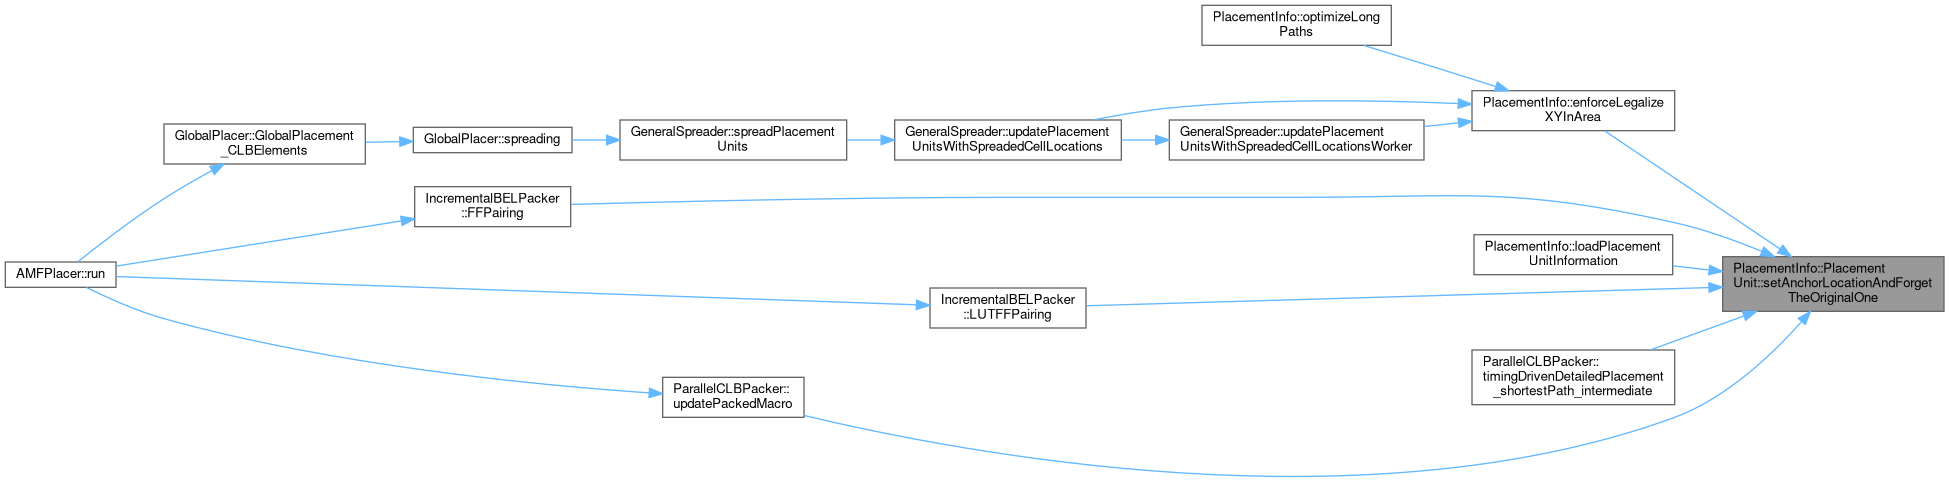 PlacementInfo::optimizeLong
Paths
PlacementInfo::enforceLegalize
XYInArea
GlobalPlacer::GlobalPlacement
_CLBElements
GlobalPlacer::spreading
GeneralSpreader::spreadPlacement
Units
GeneralSpreader::updatePlacement
UnitsWithSpreadedCellLocations
GeneralSpreader::updatePlacement
UnitsWithSpreadedCellLocationsWorker
IncrementalBELPacker
::FFPairing
PlacementInfo::loadPlacement
UnitInformation
AMFPlacer::run
PlacementInfo::Placement
Unit::setAnchorLocationAndForget
TheOriginalOne
IncrementalBELPacker
::LUTFFPairing
ParallelCLBPacker::
timingDrivenDetailedPlacement
_shortestPath_intermediate
ParallelCLBPacker::
updatePackedMacro